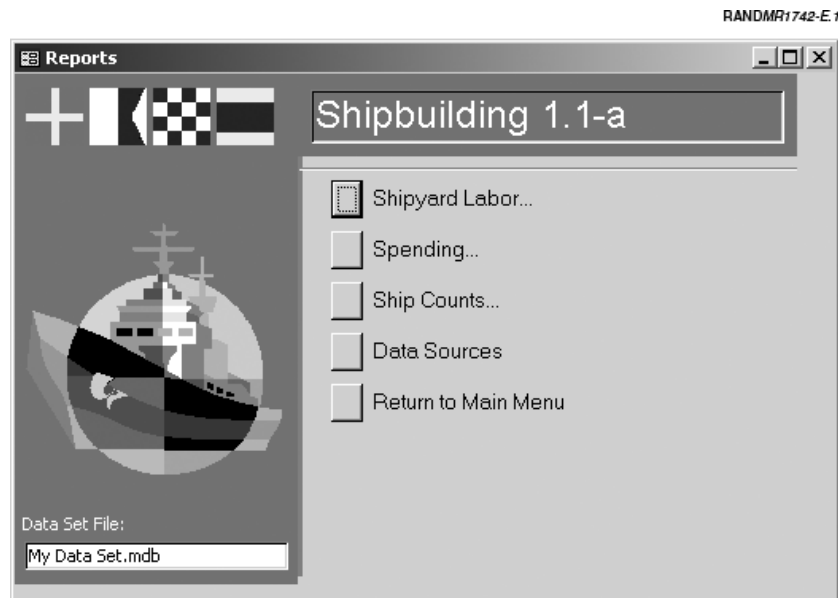 RANDMR1742-E.1
Reports
Shipbuilding 1.1-a
Shipyard Labor...
Spending...
Ship Counts...
Data Sources
Return to Main Menu
Data Set File:
My Data Set.mdb